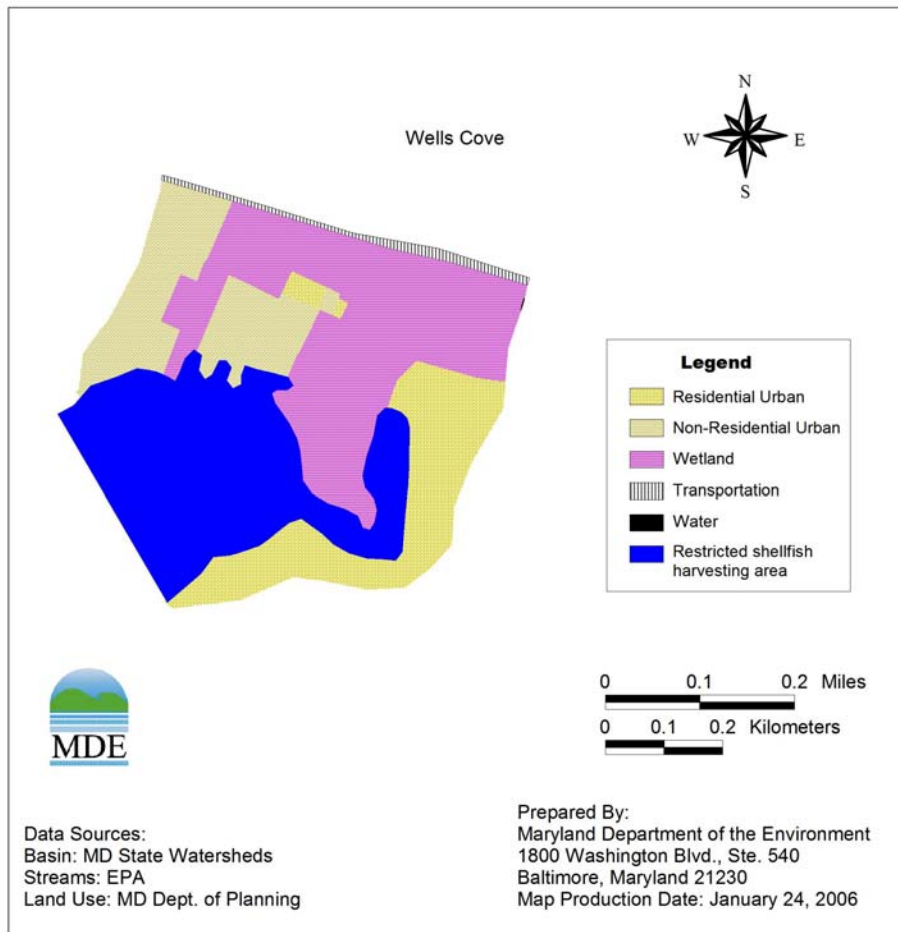 Wells Cove
N
W E
S
Legend
Residential Urban
Non-Residential Urban
Wetland
Transportation
Water
Restricted shellfish
harvesting area
0 0.1 0.2 Miles
0 0.1 0.2 Kilometers
MDE
Data Sources:
Basin: MD State Watersheds
Streams: EPA
Land Use: MD Dept. of Planning
Prepared By:
Maryland Department of the Environment
1800 Washington Blvd., Ste. 540
Baltimore, Maryland 21230
Map Production Date: January 24, 2006